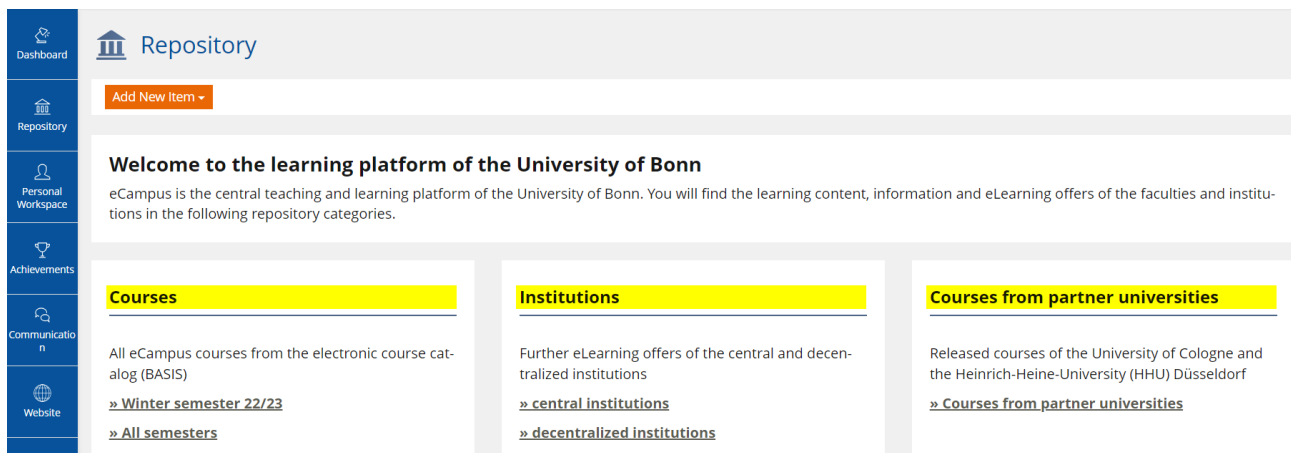 Dashboard
Repository
Personal
Workspace
Achievements
Communicatio
n
Website
Repository
Add New Item
Welcome to the learning platform of the University of Bonn
eCampus is the central teaching and learning platform of the University of Bonn. You will find the learning content, information and eLearning offers of the faculties and institu-
tions in the following repository categories.
Courses
All eCampus courses from the electronic course cat-
alog (BASIS)
» Winter semester 22/23
» All semesters
Institutions
Further eLearning offers of the central and decen-
tralized institutions
» central institutions
» decentralized institutions
Courses from partner universities
Released courses of the University of Cologne and
the Heinrich-Heine-University (HHU) Düsseldorf
» Courses from partner universities